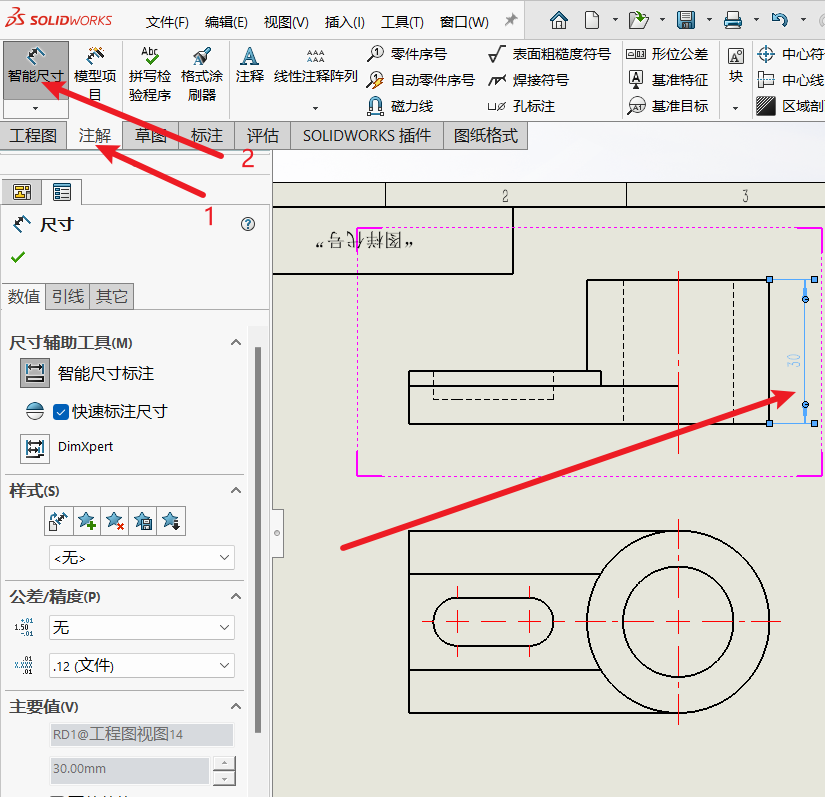 SOLIDWORKS 文件(F) 编辑(E) 视图(V) 插入(I) 工具(T) 窗口(W)
智能尺寸
模型项目
Abc
拼写检验程序
格式涂刷器
A
注释
AAA
AAA
线性注释阵列
零件序号
自动零件序号
磁力线
表面粗糙度符号
焊接符号
孔标注
形位公差
基准特征
基准目标
块
中心符
中心线
区域剖
工程图 注解 草图 标注 评估 SOLIDWORKS 插件 图纸格式
2
1
尺寸
数值 引线 其它
尺寸辅助工具(M)
智能尺寸标注
快速标注尺寸
DimXpert
样式(S)
<无>
公差/精度(P)
无
.12 (文件)
主要值(V)
RD1@工程图视图14
30.00mm
2
3
“图样代号”
30